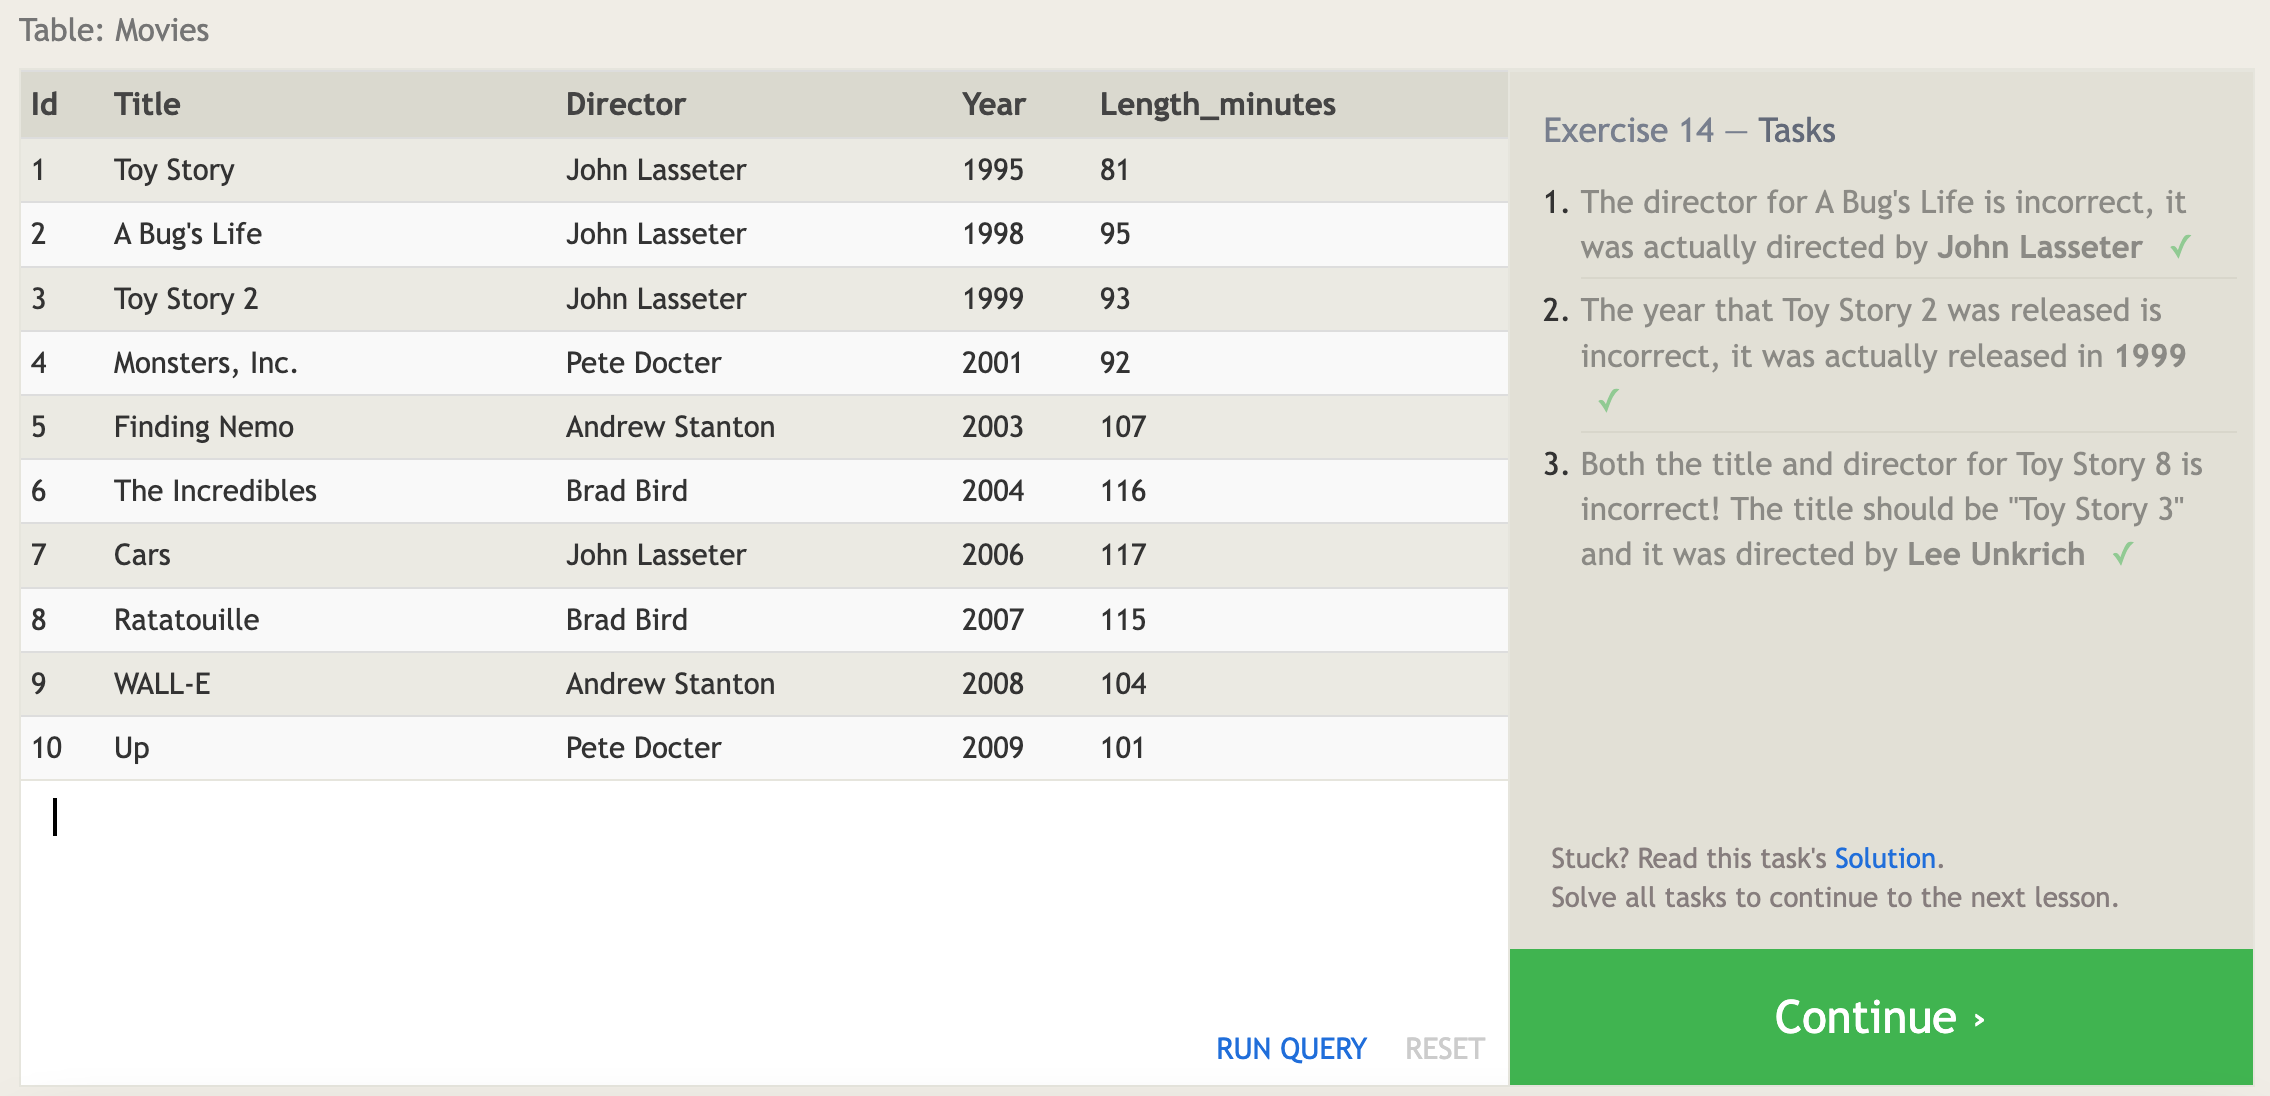 Table: Movies
Id Title Director Year Length_minutes
1 Toy Story John Lasseter 1995 81
2 A Bug's Life John Lasseter 1998 95
3 Toy Story 2 John Lasseter 1999 93
4 Monsters, Inc. Pete Docter 2001 92
5 Finding Nemo Andrew Stanton 2003 107
6 The Incredibles Brad Bird 2004 116
7 Cars John Lasseter 2006 117
8 Ratatouille Brad Bird 2007 115
9 WALL-E Andrew Stanton 2008 104
10 Up Pete Docter 2009 101
RUN QUERY RESET
Exercise 14 — Tasks
1. The director for A Bug's Life is incorrect, it
was actually directed by John Lasseter ✓
2. The year that Toy Story 2 was released is
incorrect, it was actually released in 1999
✓
3. Both the title and director for Toy Story 8 is
incorrect! The title should be "Toy Story 3"
and it was directed by Lee Unkrich ✓
Stuck? Read this task's Solution.
Solve all tasks to continue to the next lesson.
Continue ›